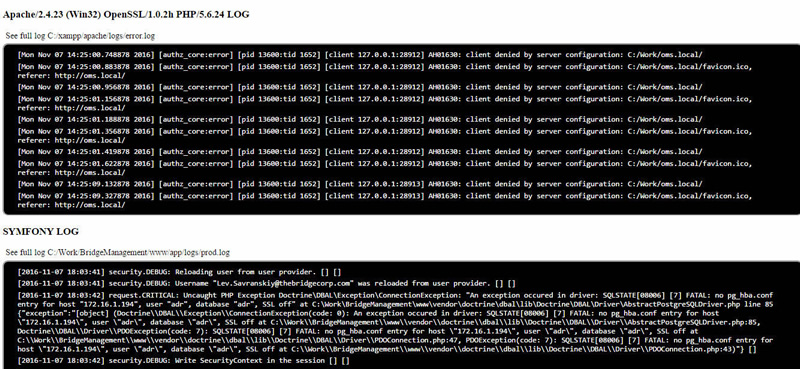 Apache/2.4.23 (Win32) OpenSSL/1.0.2h PHP/5.6.24 LOG
See full log C:/xampp/apache/logs/error.log
[Mon Nov 07 14:25:00.748878 2016] [authz_core:error] [pid 13600:tid 1652] [client 127.0.0.1:28912] AH01630: client denied by server configuration: C:/Work/oms.local/
[Mon Nov 07 14:25:00.883878 2016] [authz_core:error] [pid 13600:tid 1652] [client 127.0.0.1:28912] AH01630: client denied by server configuration: C:/Work/oms.local/favicon.ico,
referer: http://oms.local/
[Mon Nov 07 14:25:00.956878 2016] [authz_core:error] [pid 13600:tid 1652] [client 127.0.0.1:28912] AH01630: client denied by server configuration: C:/Work/oms.local/
[Mon Nov 07 14:25:01.156878 2016] [authz_core:error] [pid 13600:tid 1652] [client 127.0.0.1:28912] AH01630: client denied by server configuration: C:/Work/oms.local/favicon.ico,
referer: http://oms.local/
[Mon Nov 07 14:25:01.188878 2016] [authz_core:error] [pid 13600:tid 1652] [client 127.0.0.1:28912] AH01630: client denied by server configuration: C:/Work/oms.local/
[Mon Nov 07 14:25:01.356878 2016] [authz_core:error] [pid 13600:tid 1652] [client 127.0.0.1:28912] AH01630: client denied by server configuration: C:/Work/oms.local/favicon.ico,
referer: http://oms.local/
[Mon Nov 07 14:25:01.419878 2016] [authz_core:error] [pid 13600:tid 1652] [client 127.0.0.1:28912] AH01630: client denied by server configuration: C:/Work/oms.local/
[Mon Nov 07 14:25:01.622878 2016] [authz_core:error] [pid 13600:tid 1652] [client 127.0.0.1:28912] AH01630: client denied by server configuration: C:/Work/oms.local/favicon.ico,
referer: http://oms.local/
[Mon Nov 07 14:25:09.132878 2016] [authz_core:error] [pid 13600:tid 1652] [client 127.0.0.1:28913] AH01630: client denied by server configuration: C:/Work/oms.local/
[Mon Nov 07 14:25:09.327878 2016] [authz_core:error] [pid 13600:tid 1652] [client 127.0.0.1:28913] AH01630: client denied by server configuration: C:/Work/oms.local/favicon.ico,
referer: http://oms.local/
SYMFONY LOG
See full log C:/Work/BridgeManagement/www/app/logs/prod.log
[2016-11-07 18:03:41] security.DEBUG: Reloading user from user provider. [] []
[2016-11-07 18:03:41] security.DEBUG: Username "Lev.Savranskiy@thebridgecorp.com" was reloaded from user provider. [] []
[2016-11-07 18:03:42] request.CRITICAL: Uncaught PHP Exception Doctrine\DBAL\Exception\ConnectionException: "An exception occured in driver: SQLSTATE[08006] [7] FATAL: no pg_hba.conf
entry for host "172.16.1.194", user "adr", database "adr", SSL off" at C:\Work\BridgeManagement\www\vendor\doctrine\dbal\lib\Doctrine\DBAL\Driver\AbstractPostgreSQLDriver.php line 85
{"exception":"[object] (Doctrine\\DBAL\\Exception\\ConnectionException(code: 0): An exception occured in driver: SQLSTATE[08006] [7] FATAL: no pg_hba.conf entry for host
\"172.16.1.194\", user \"adr\", database \"adr\", SSL off at C:\\Work\\BridgeManagement\\www\\vendor\\doctrine\\dbal\\lib\\Doctrine\\DBAL\\Driver\\AbstractPostgreSQLDriver.php:85,
Doctrine\\DBAL\\Driver\\PDOException(code: 7): SQLSTATE[08006] [7] FATAL: no pg_hba.conf entry for host \"172.16.1.194\", user \"adr\", database \"adr\", SSL off at
C:\\Work\\BridgeManagement\\www\\vendor\\doctrine\\dbal\\lib\\Doctrine\\DBAL\\Driver\\PDOConnection.php:47, PDOException(code: 7): SQLSTATE[08006] [7] FATAL: no pg_hba.conf entry for
host \"172.16.1.194\", user \"adr\", database \"adr\", SSL off at C:\\Work\\BridgeManagement\\www\\vendor\\doctrine\\dbal\\lib\\Doctrine\\DBAL\\Driver\\PDOConnection.php:43)"} []
[2016-11-07 18:03:42] security.DEBUG: Write SecurityContext in the session [] []